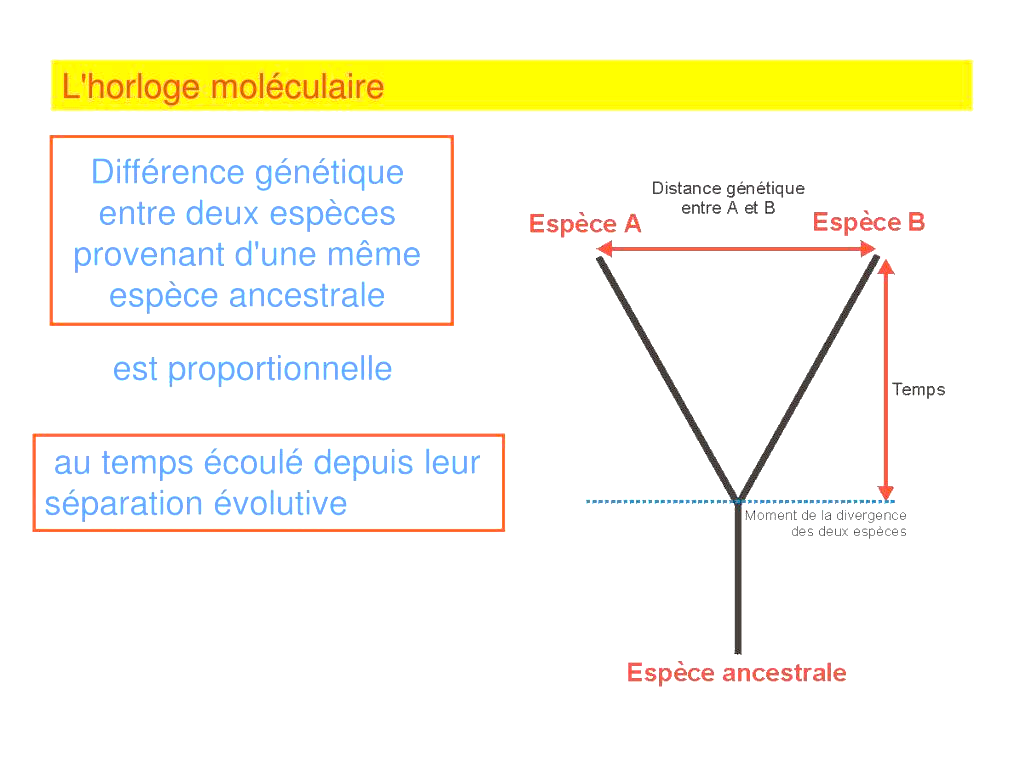 L'horloge moléculaire
Différence génétique
entre deux espèces
provenant d'une même
espèce ancestrale
est proportionnelle
au temps écoulé depuis leur
séparation évolutive
Distance génétique
entre A et B
Espèce A
Espèce B
Temps
Moment de la divergence
des deux espèces
Espèce ancestrale